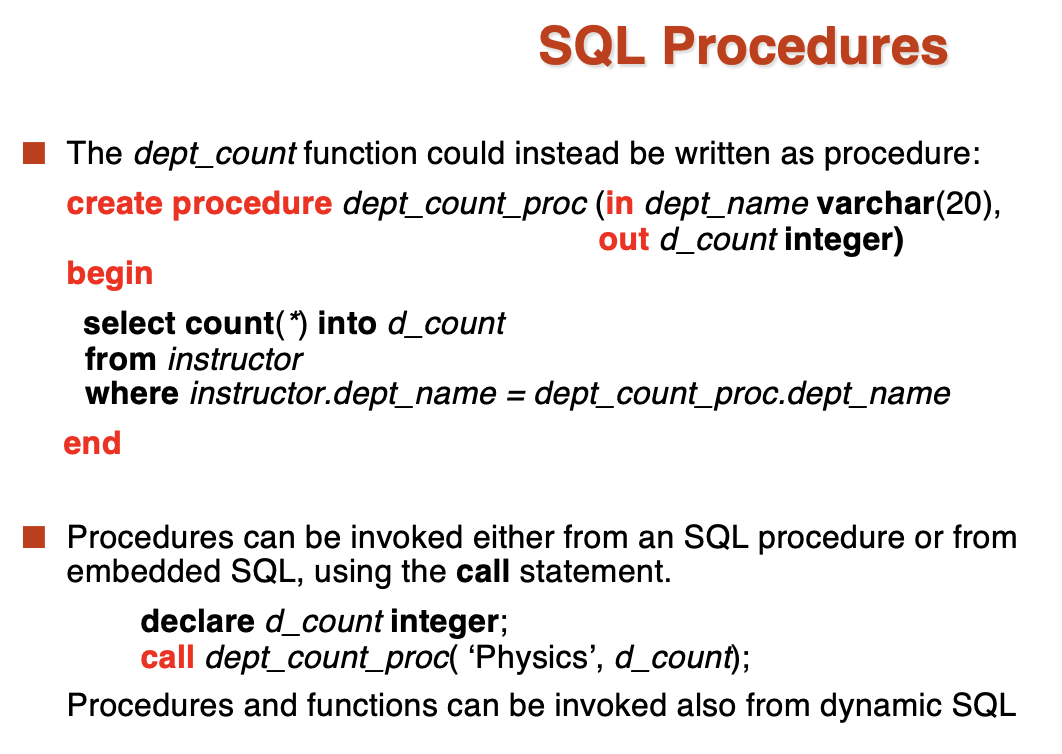 SQL Procedures
The dept_count function could instead be written as procedure:
create procedure dept_count_proc (in dept_name varchar(20),
out d_count integer)
begin
select count(*) into d_count
from instructor
where instructor.dept_name = dept_count_proc.dept_name
end
Procedures can be invoked either from an SQL procedure or from
embedded SQL, using the call statement.
declare d_count integer;
call dept_count_proc( ‘Physics’, d_count);
Procedures and functions can be invoked also from dynamic SQL